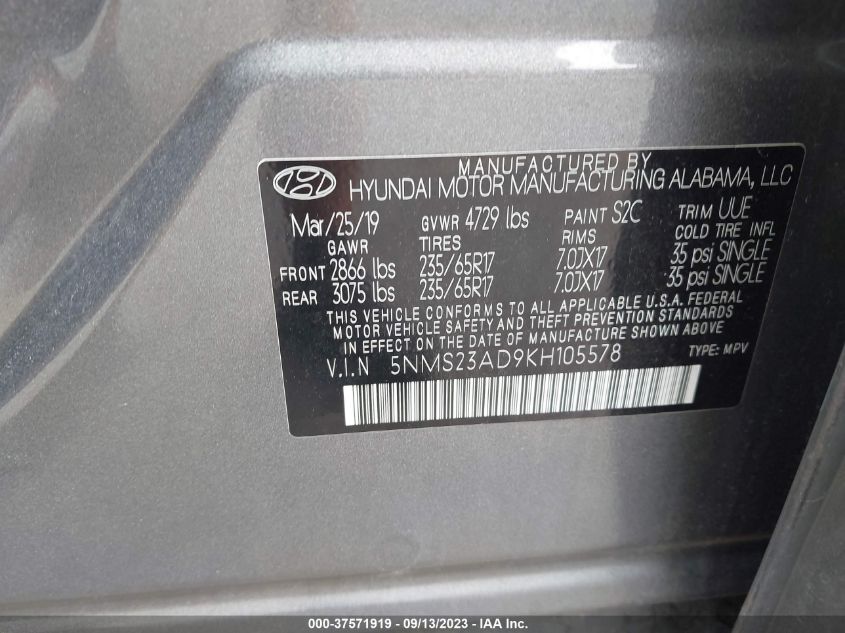 MANUFACTURED BY
HYUNDAI MOTOR MANUFACTURING ALABAMA, LLC
Mar/25/19 GVWR 4729 lbs PAINT S2C TRIM UUE
GAWR TIRES RIMS COLD TIRE INFL
FRONT 2866 lbs 235/65R17 7.0JX17 35 psi SINGLE
REAR 3075 lbs 235/65R17 7.0JX17 35 psi SINGLE
THIS VEHICLE CONFORMS TO ALL APPLICABLE U.S.A. FEDERAL
MOTOR VEHICLE SAFETY AND THEFT PREVENTION STANDARDS
IN EFFECT ON THE DATE OF MANUFACTURE SHOWN ABOVE
V.I.N 5NMS23AD9KH105578 TYPE: MPV
000-37571919 - 09/13/2023 - IAA Inc.